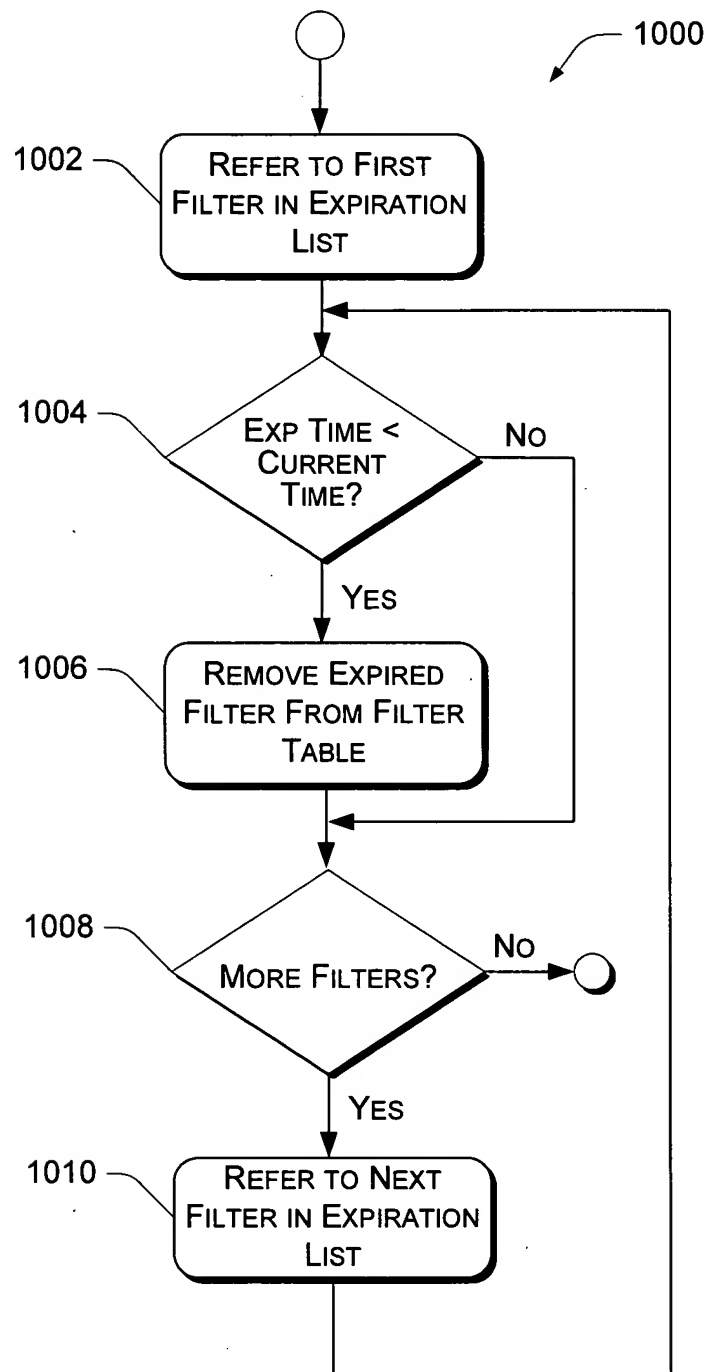 1000
1002
REFER TO FIRST
FILTER IN EXPIRATION
LIST
1004
EXP TIME <
CURRENT
TIME?
NO
YES
1006
REMOVE EXPIRED
FILTER FROM FILTER
TABLE
1008
MORE FILTERS?
NO
YES
1010
REFER TO NEXT
FILTER IN EXPIRATION
LIST